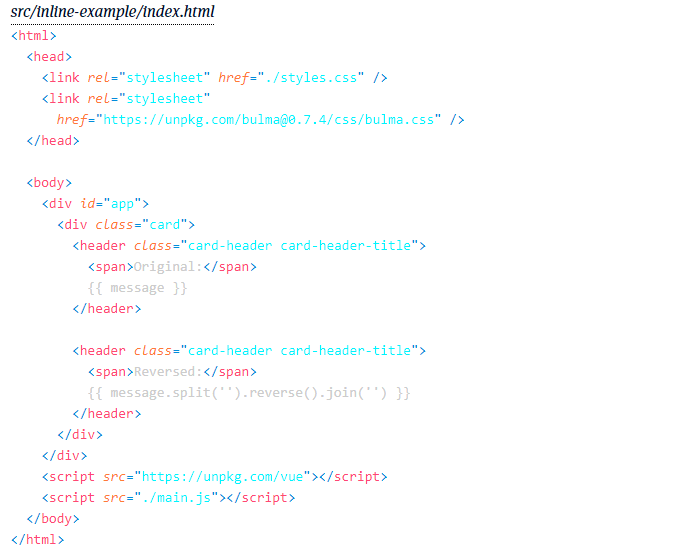 src/inline-example/index.html
<html>
  <head>
    <link rel="stylesheet" href="./styles.css" />
    <link rel="stylesheet"
      href="https://unpkg.com/bulma@0.7.4/css/bulma.css" />
  </head>

  <body>
    <div id="app">
      <div class="card">
        <header class="card-header card-header-title">
          <span>Original:</span>
          {{ message }}
        </header>

        <header class="card-header card-header-title">
          <span>Reversed:</span>
          {{ message.split('').reverse().join('') }}
        </header>
      </div>
    </div>
    <script src="https://unpkg.com/vue"></script>
    <script src="./main.js"></script>
  </body>
</html>